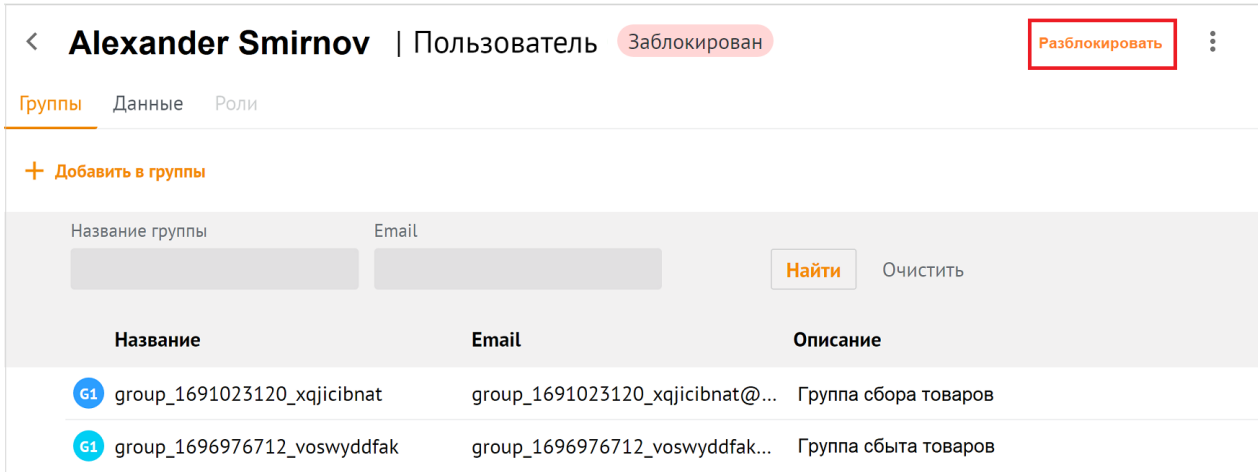 Alexander Smirnov | Пользователь Заблокирован Разблокировать
Группы Данные Роли
+ Добавить в группы
Название группы Email
Найти Очистить
Название Email Описание
G1 group_1691023120_xqjicibnat group_1691023120_xqjicibnat@... Группа сбора товаров
G1 group_1696976712_voswyddfak group_1696976712_voswyddfak... Группа сбыта товаров